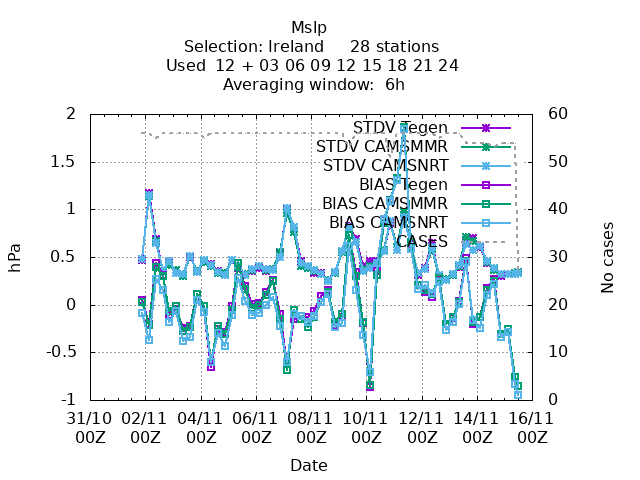 Mslp
Selection: Ireland 28 stations
Used 12 + 03 06 09 12 15 18 21 24
Averaging window: 6h
2 60
STDV Tegen
STDV CAMSMMR
1.5 50
STDV CAMSNRT
BIAS Tegen
1 40
BIAS CAMSMMR
BIAS CAMSNRT
CASES
0.5 30
hPa
No cases
0 20
-0.5 10
-1 0
31/10 02/11 04/11 06/11 08/11 10/11 12/11 14/11 16/11
00Z 00Z 00Z 00Z 00Z 00Z 00Z 00Z 00Z
Date